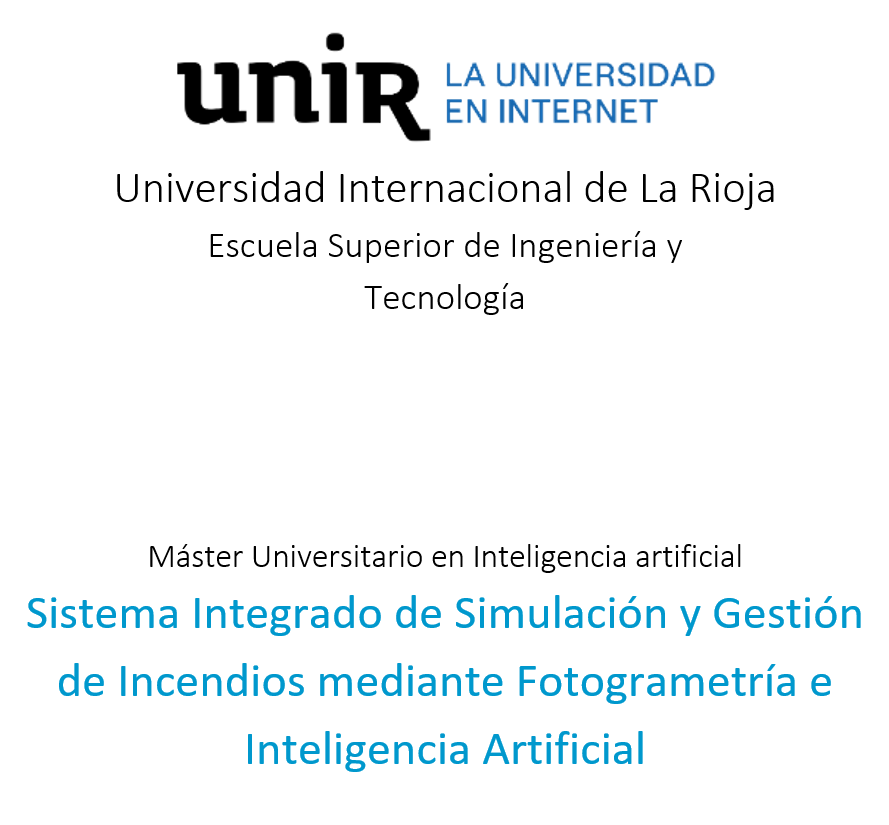 unir LA UNIVERSIDAD
EN INTERNET
Universidad Internacional de La Rioja
Escuela Superior de Ingeniería y
Tecnología
Máster Universitario en Inteligencia artificial
Sistema Integrado de Simulación y Gestión
de Incendios mediante Fotogrametría e
Inteligencia Artificial